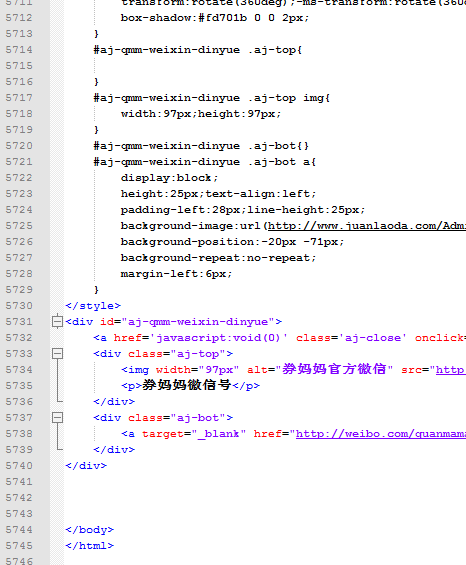 5711 transform:rotate(360deg);-ms-transform:rotate(360
5712 box-shadow:#fd701b 0 0 2px;
5713 }
5714 #aj-qmm-weixin-dinyue .aj-top{
5715
5716 }
5717 #aj-qmm-weixin-dinyue .aj-top img{
5718 width:97px;height:97px;
5719 }
5720 #aj-qmm-weixin-dinyue .aj-bot{}
5721 #aj-qmm-weixin-dinyue .aj-bot a{
5722 display:block;
5723 height:25px;text-align:left;
5724 padding-left:28px;line-height:25px;
5725 background-image:url(http://www.juanlaoda.com/Adm
5726 background-position:-20px -71px;
5727 background-repeat:no-repeat;
5728 margin-left:6px;
5729 }
5730 </style>
5731 <div id="aj-qmm-weixin-dinyue">
5732 <a href='javascript:void(0)' class='aj-close' onclick=
5733 <div class="aj-top">
5734 <img width="97px" alt="券妈妈官方微信" src="http
5735 <p>券妈妈微信号</p>
5736 </div>
5737 <div class="aj-bot">
5738 <a target="_blank" href="http://weibo.com/quanmama
5739 </div>
5740 </div>
5741
5742
5743
5744 </body>
5745 </html>
5746